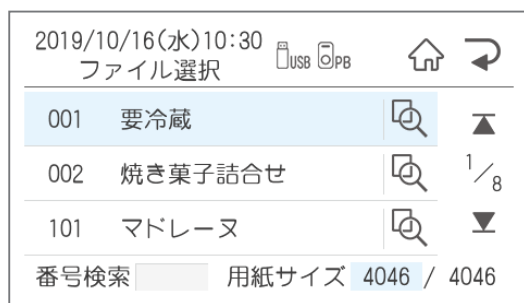 2019/10/16(水)10:30 USB PB
ファイル選択
001 要冷蔵
002 焼き菓子詰合せ
1/8
101 マドレーヌ
番号検索 用紙サイズ 4046 / 4046